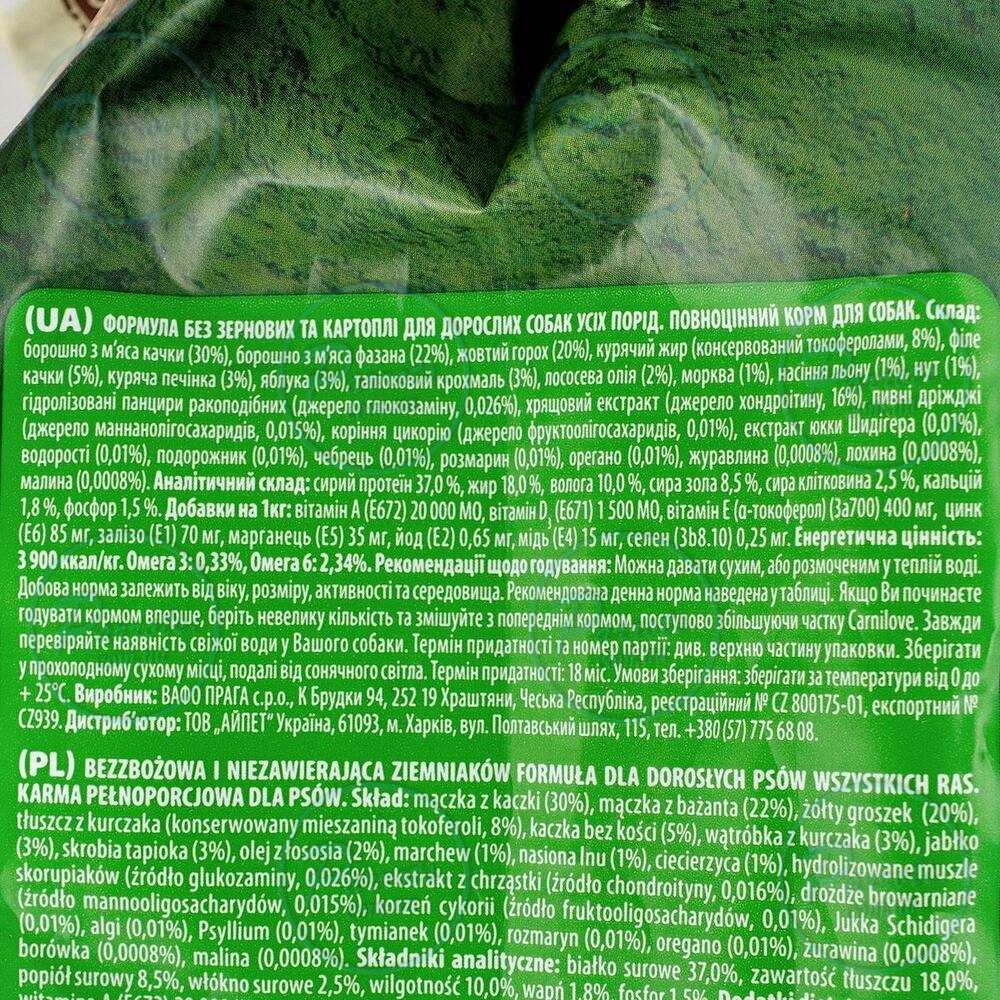 (UA) ФОРМУЛА БЕЗ ЗЕРНОВИХ ТА КАРТОПЛІ ДЛЯ ДОРОСЛИХ СОБАК УСІХ ПОРІД. ПОВНОЦІННИЙ КОРМ ДЛЯ СОБАК. Склад:
борошно з м'яса качки (30%), борошно з м'яса фазана (22%), жовтий горох (20%), курячий жир (консервований токоферолами, 8%), філе
качки (5%), куряча печінка (3%), яблука (3%), тапіоковий крохмаль (3%), лососева олія (2%), морква (1%), насіння льону (1%), нут (1%),
гідролізовані панцири ракоподібних (джерело глюкозаміну, 0,026%), хрящовий екстракт (джерело хондроітину, 16%), пивні дріжджі
(джерело маннанолігосахаридів, 0,015%), коріння цикорію (джерело фруктоолігосахаридів, 0,01%), екстракт юкки Шидігера (0,01%),
водорості (0,01%), подорожник (0,01%), чебрець (0,01%), розмарин (0,01%), орегано (0,01%), журавлина (0,0008%), лохина (0,0008%),
малина (0,0008%). Аналітичний склад: сирий протеїн 37,0 %, жир 18,0 %, волога 10,0 %, сира зола 8,5 %, сира клітковина 2,5 %, кальцій
1,8 %, фосфор 1,5 %. Добавки на 1кг: вітамін А (Е672) 20 000 МО, вітамін D3 (Е671) 1 500 МО, вітамін Е (α-токоферол) (3а700) 400 мг, цинк
(Е6) 85 мг, залізо (Е1) 70 мг, марганець (Е5) 35 мг, йод (Е2) 0,65 мг, мідь (Е4) 15 мг, селен (3b8.10) 0,25 мг. Енергетична цінність:
3 900 ккал/кг. Омега 3: 0,33%, Омега 6: 2,34%. Рекомендації щодо годування: Можна давати сухим, або розмоченим у теплій воді.
Добова норма залежить від віку, розміру, активності та середовища. Рекомендована денна норма наведена у таблиці. Якщо Ви починаєте
годувати кормом вперше, беріть невелику кількість та змішуйте з попереднім кормом, поступово збільшуючи частку Carnilove. Завжди
перевіряйте наявність свіжої води у Вашого собаки. Термін придатності та номер партії: див. верхню частину упаковки. Зберігати
у прохолодному сухому місці, подалі від сонячного світла. Термін придатності: 18 міс. Умови зберігання: зберігати за температури від 0 до
+ 25°C. Виробник: ВАФО ПРАГА с.р.о., К Брудки 94, 252 19 Храштяни, Чеська Республіка, реєстраційний № CZ 800175-01, експортний №
CZ939. Дистриб'ютор: ТОВ „АЙПЕТ" Україна, 61093, м. Харків, вул. Полтавський шлях, 115, тел. +380 (57) 775 68 08.
(PL) BEZZBOŻOWA I NIEZAWIERAJĄCA ZIEMNIAKÓW FORMUŁA DLA DOROSŁYCH PSÓW WSZYSTKICH RAS.
KARMA PEŁNOPORCJOWA DLA PSÓW. Skład: mączka z kaczki (30%), mączka z bażanta (22%), żółty groszek (20%),
tłuszcz z kurczaka (konserwowany mieszaniną tokoferoli, 8%), kaczka bez kości (5%), wątróbka z kurczaka (3%), jabłko
(3%), skrobia tapioka (3%), olej z łososia (2%), marchew (1%), nasiona lnu (1%), ciecierzyca (1%), hydrolizowane muszle
skorupiaków (źródło glukozaminy, 0,026%), ekstrakt z chrząstki (źródło chondroityny, 0,016%), drożdże browarniane
(źródło mannooligosacharydów, 0,015%), korzeń cykorii (źródło fruktooligosacharydów, 0,01%), Jukka Schidigera
(0,01%), algi (0,01%), Psyllium (0,01%), tymianek (0,01%), rozmaryn (0,01%), oregano (0,01%), żurawina (0,0008%),
borówka (0,0008%), malina (0,0008%). Składniki analityczne: białko surowe 37,0%, zawartość tłuszczu 18,0%,
popiół surowy 8,5%, włókno surowe 2,5%, wilgotność 10,0%, wapń 1,8%, fosfor 1,5%.